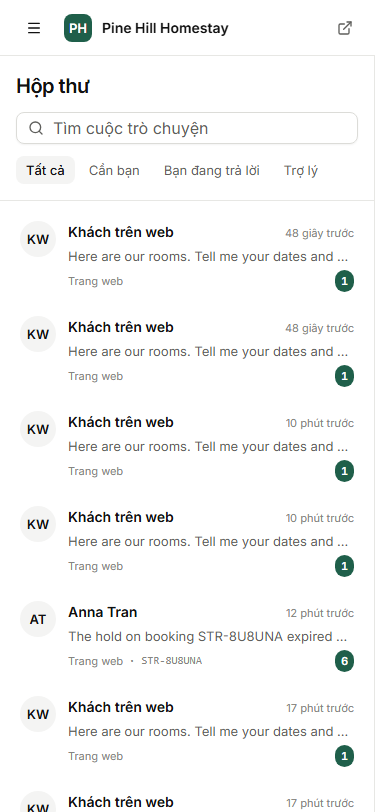 PH Pine Hill Homestay
Hộp thư
Tìm cuộc trò chuyện
Tất cả Cần bạn Bạn đang trả lời Trợ lý
KW Khách trên web 48 giây trước
Here are our rooms. Tell me your dates and ...
Trang web 1
KW Khách trên web 48 giây trước
Here are our rooms. Tell me your dates and ...
Trang web 1
KW Khách trên web 10 phút trước
Here are our rooms. Tell me your dates and ...
Trang web 1
KW Khách trên web 10 phút trước
Here are our rooms. Tell me your dates and ...
Trang web 1
AT Anna Tran 12 phút trước
The hold on booking STR-8U8UNA expired ...
Trang web · STR-8U8UNA 6
KW Khách trên web 17 phút trước
Here are our rooms. Tell me your dates and ...
Trang web 1
KW Khách trên web 17 phút trước